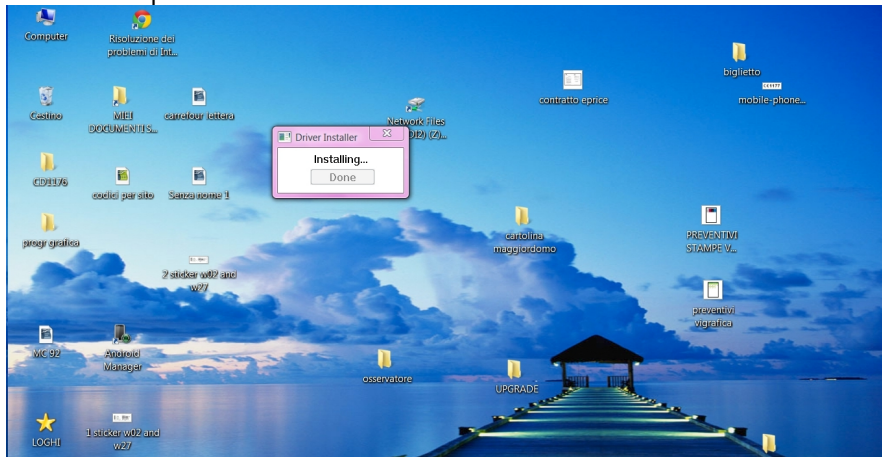 Computer
Risoluzione dei
problemi di Int...
biglietto
Cestino
MIEI
DOCUMENTI S...
carrefour lettera
Network Files
contratto eprice
mobile-phone...
Driver Installer
Installing...
Done
CD1176
codici per sito
Senza nome 1
progr grafica
cartolina
maggiordomo
PREVENTIVI
STAMPE V...
2 sticker w02 and
w27
preventivi
vigrafica
MC 92
Android
Manager
osservatore
UPGRADE
LOGHI
1 sticker w02 and
w27